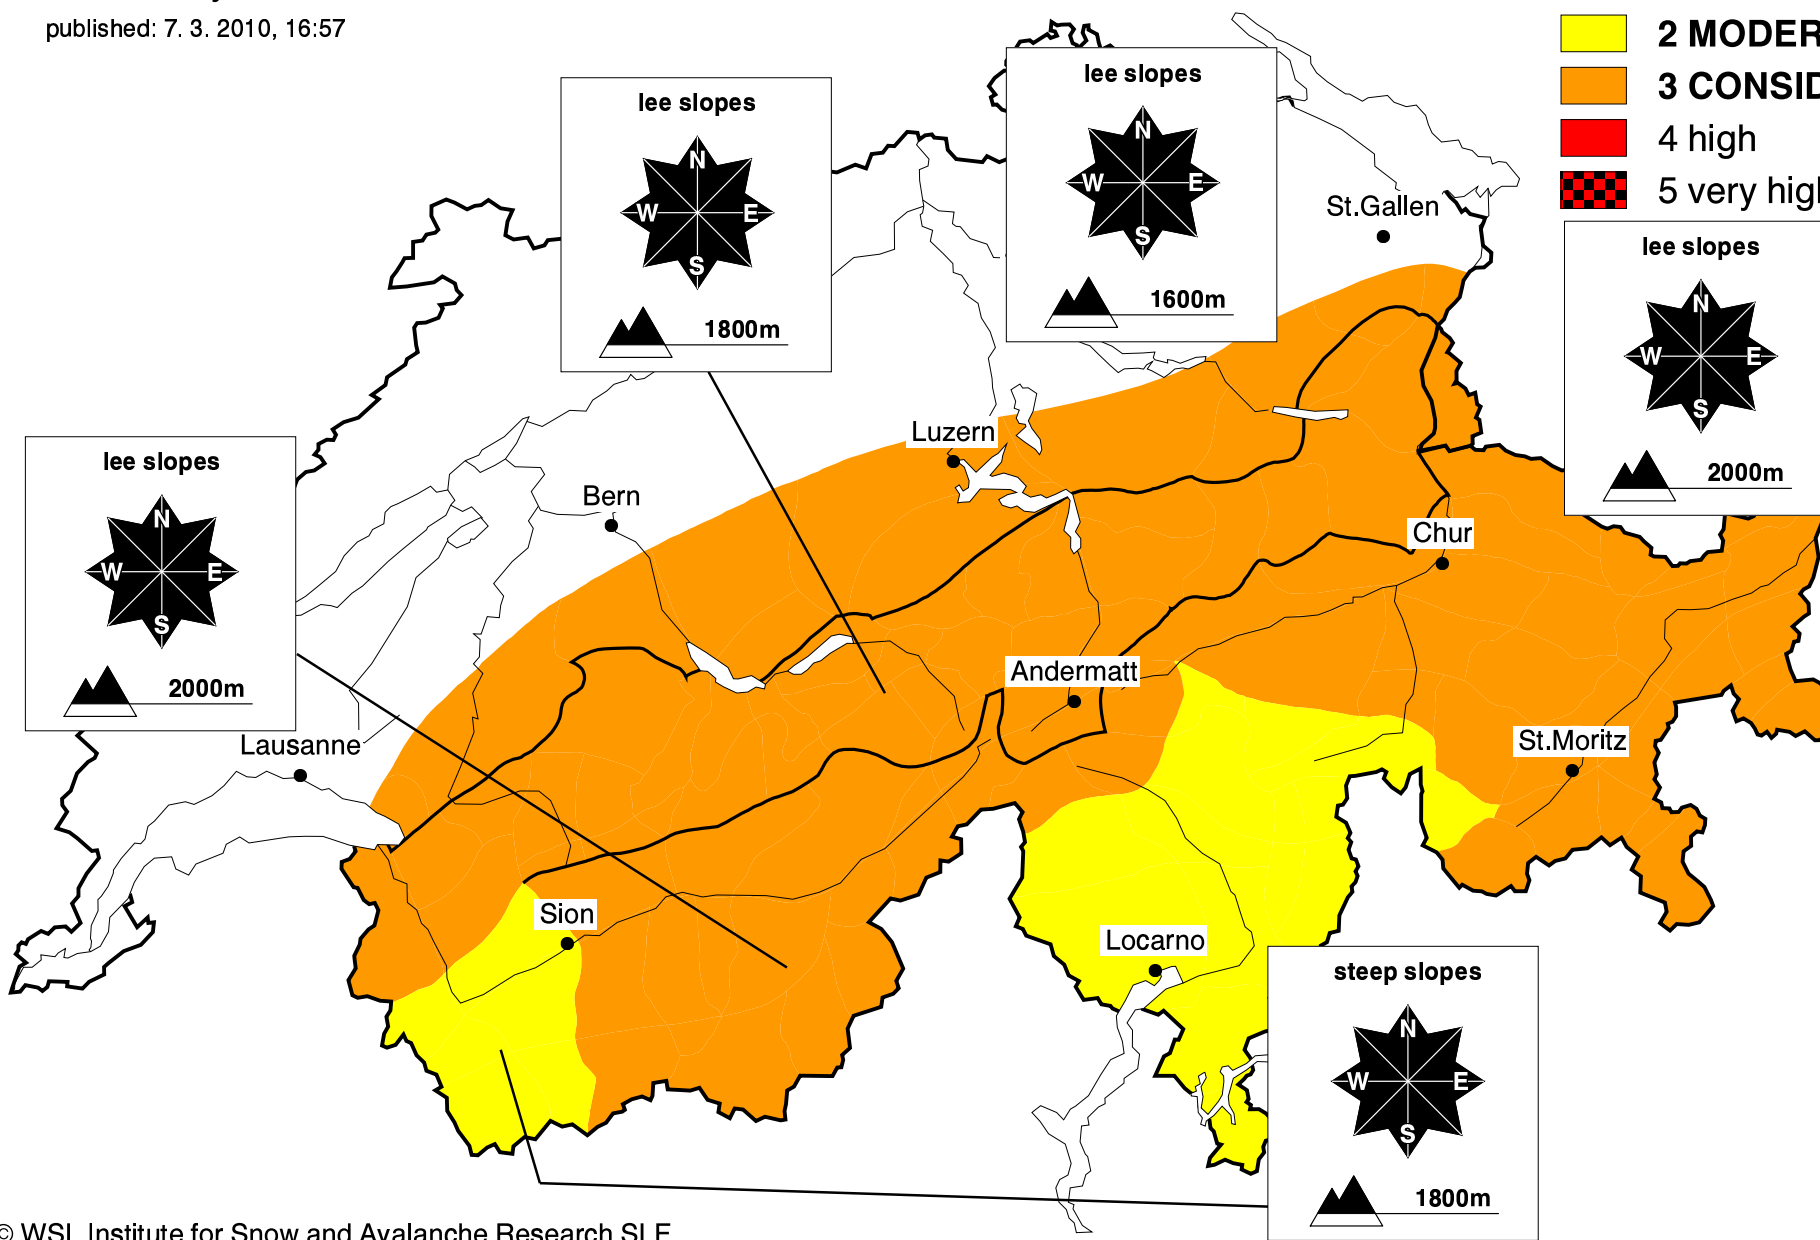 published: 7. 3. 2010, 16:57
2 MODER
3 CONSID
4 high
5 very high
lee slopes
N
W E
S
1800m
lee slopes
N
W E
S
1600m
St.Gallen
lee slopes
N
W E
S
2000m
lee slopes
N
W E
S
2000m
Luzern
Bern
Chur
Andermatt
Lausanne
St.Moritz
Sion
Locarno
steep slopes
N
W E
S
1800m
© WSL Institute for Snow and Avalanche Research SLF